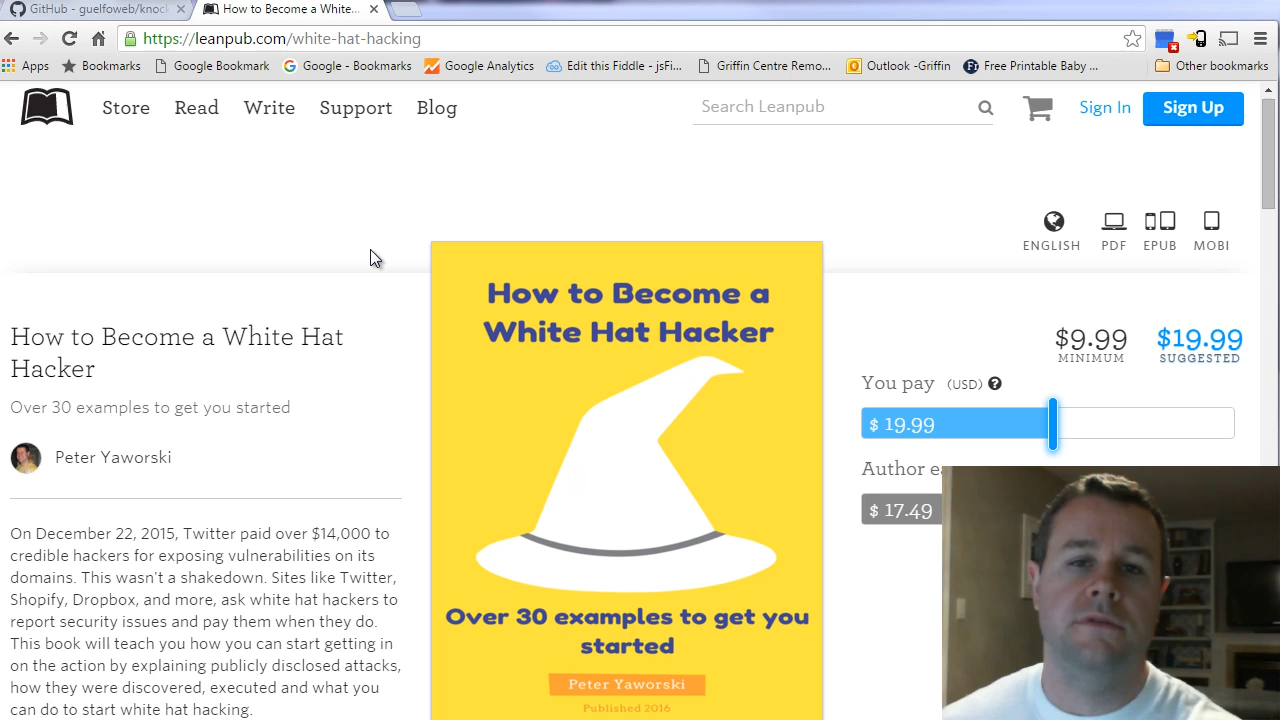 GitHub - guelfoweb/knock
How to Become a White...
https://leanpub.com/white-hat-hacking
Apps
Bookmarks
Google Bookmark
Google - Bookmarks
Google Analytics
Edit this Fiddle - jsFi...
Griffin Centre Remo...
Outlook -Griffin
Free Printable Baby ...
Other bookmarks
Store
Read
Write
Support
Blog
Search Leanpub
Sign In
Sign Up
ENGLISH
PDF
EPUB
MOBI
How to Become a White Hat
Hacker
Over 30 examples to get you started
Peter Yaworski
On December 22, 2015, Twitter paid over $14,000 to
credible hackers for exposing vulnerabilities on its
domains. This wasn't a shakedown. Sites like Twitter,
Shopify, Dropbox, and more, ask white hat hackers to
report security issues and pay them when they do.
This book will teach you how you can start getting in
on the action by explaining publicly disclosed attacks,
how they were discovered, executed and what you
can do to start white hat hacking.
How to Become a
White Hat Hacker
Over 30 examples to get you
started
Peter Yaworski
Published 2016
$9.99
MINIMUM
$19.99
SUGGESTED
You pay (USD) ?
$ 19.99
Author
$ 17.49